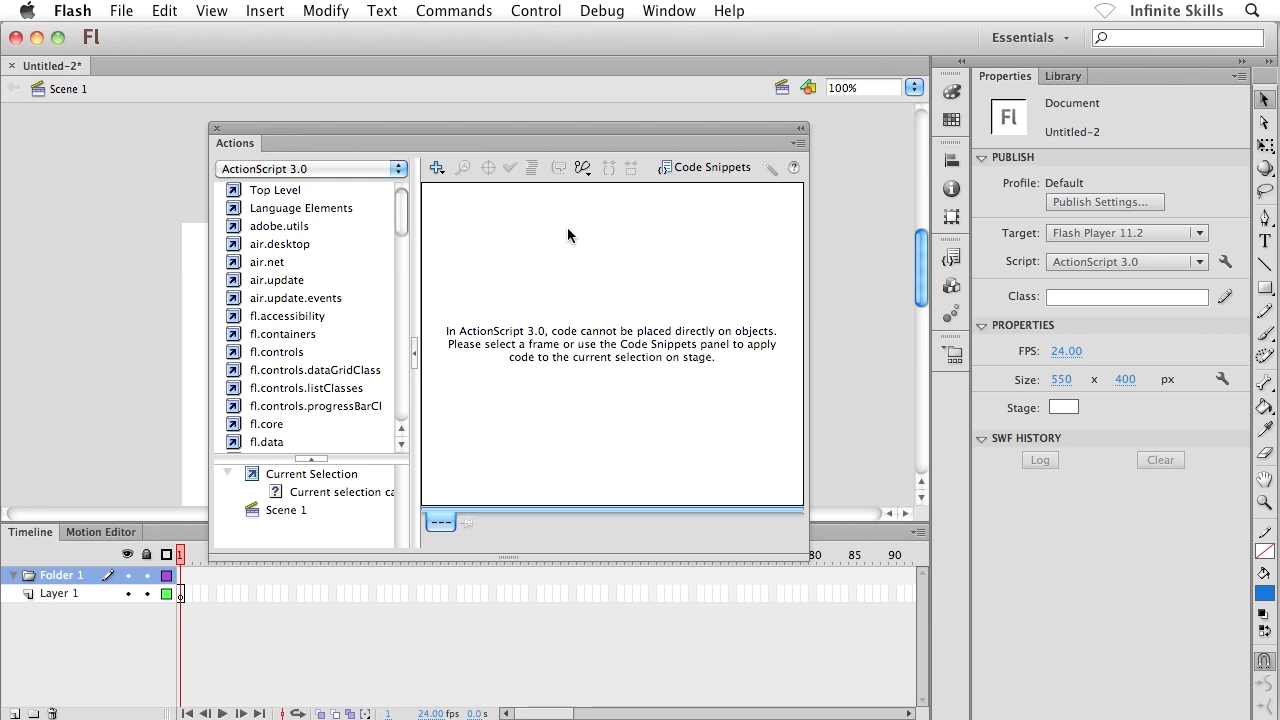 Flash File Edit View Insert Modify Text Commands Control Debug Window Help Infinite Skills
Fl Essentials
Untitled-2*
Scene 1 100%
Actions
ActionScript 3.0
Code Snippets
Top Level
Language Elements
adobe.utils
air.desktop
air.net
air.update
air.update.events
fl.accessibility
fl.containers
fl.controls
fl.controls.dataGridClass
fl.controls.listClasses
fl.controls.progressBarCl
fl.core
fl.data
Current Selection
Current selection ca
Scene 1
In ActionScript 3.0, code cannot be placed directly on objects.
Please select a frame or use the Code Snippets panel to apply
code to the current selection on stage.
Properties Library
Fl
Document
Untitled-2
PUBLISH
Profile: Default
Publish Settings...
Target: Flash Player 11.2
Script: ActionScript 3.0
Class:
PROPERTIES
FPS: 24.00
Size: 550 x 400 px
Stage:
SWF HISTORY
Log Clear
Timeline Motion Editor
1 80 85 90
Folder 1
Layer 1
1 24.00 fps 0.0 s